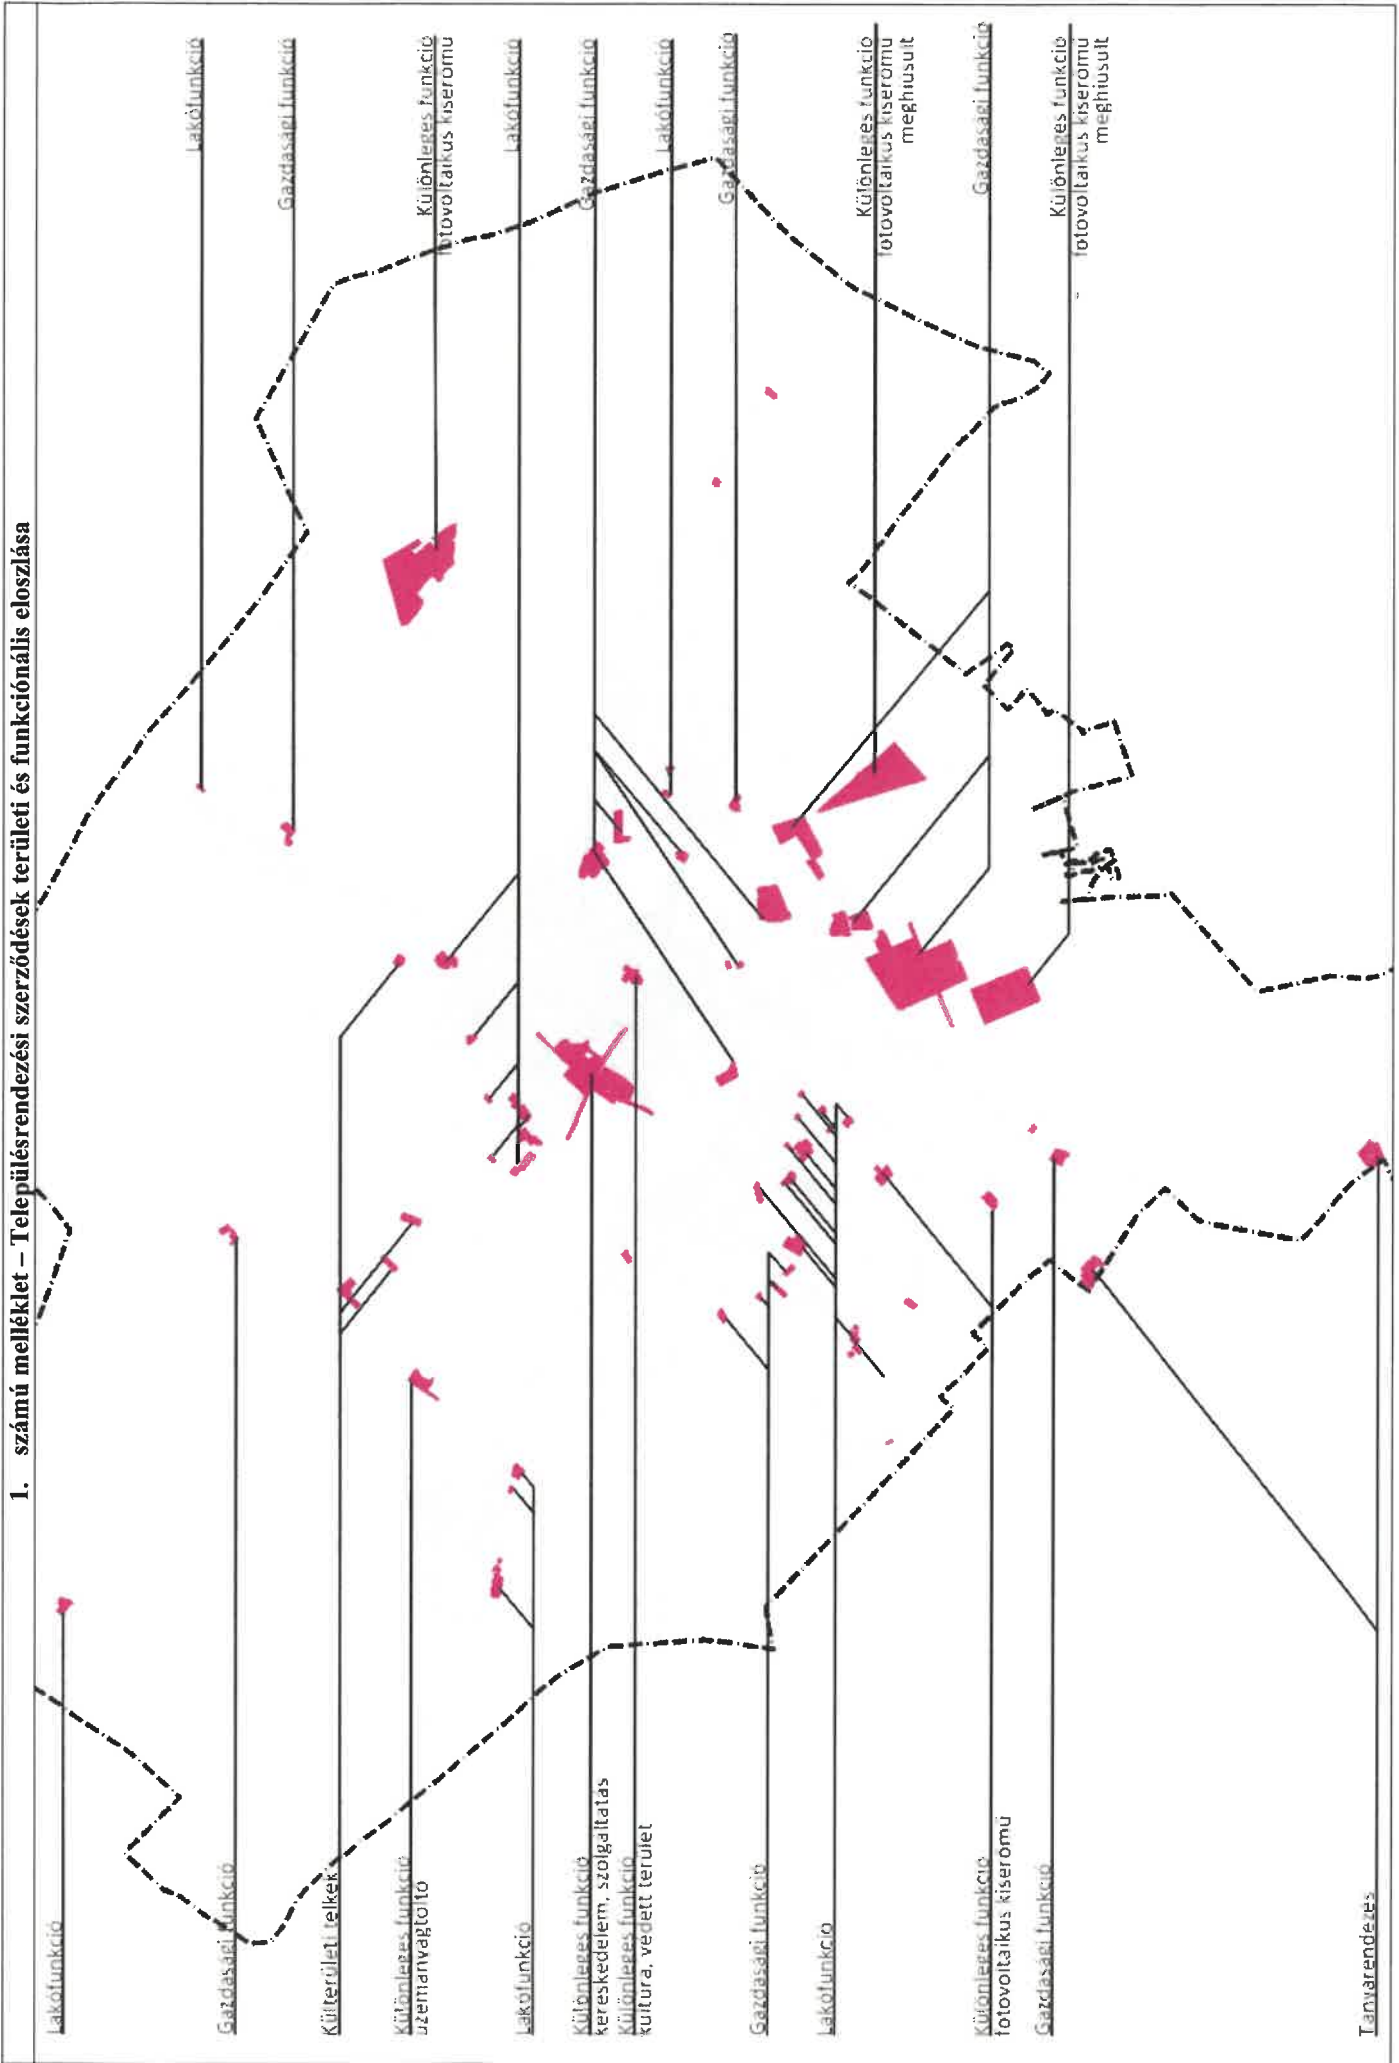 1. számú melléklet – Településrendezési szerződések területi és funkciónális eloszlása
Lakófunkció
Gazdasági funkció
Különleges funkció
fotovoltaikus kiserőmű
Lakófunkció
Gazdasági funkció
Lakófunkció
Gazdasági funkció
Különleges funkció
fotovoltaikus kiserőmű
meghiúsult
Gazdasági funkció
Különleges funkció
fotovoltaikus kiserőmű
meghiúsult
Lakófunkció
Gazdasági funkció
Külterületi telkek
Különleges funkció
üzemanyagtöltő
Lakófunkció
Különleges funkció
kereskedelem, szolgáltatás
Különleges funkció
kultúra, védett terület
Gazdasági funkció
Lakófunkció
Különleges funkció
fotovoltaikus kiserőmű
Gazdasági funkció
Tanyarendezés